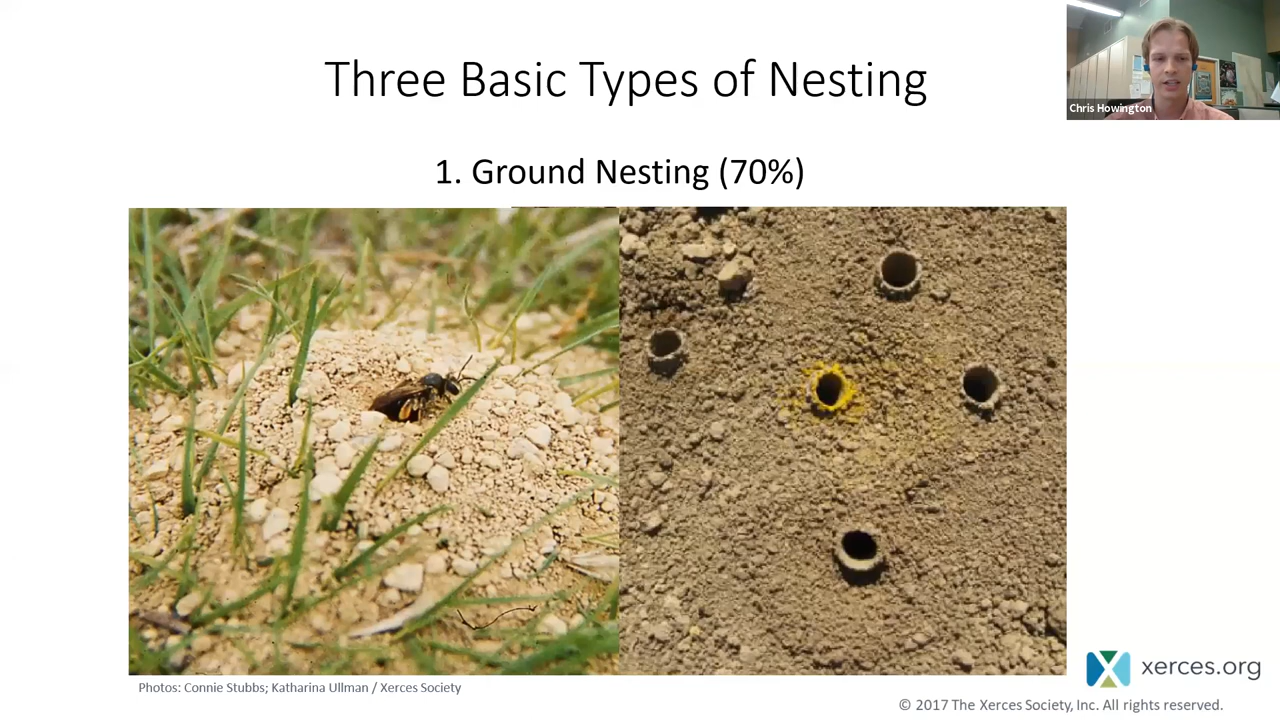 Three Basic Types of Nesting
Chris Howington
1. Ground Nesting (70%)
xerces.org
Photos: Connie Stubbs; Katharina Ullman / Xerces Society
© 2017 The Xerces Society, Inc. All rights reserved.